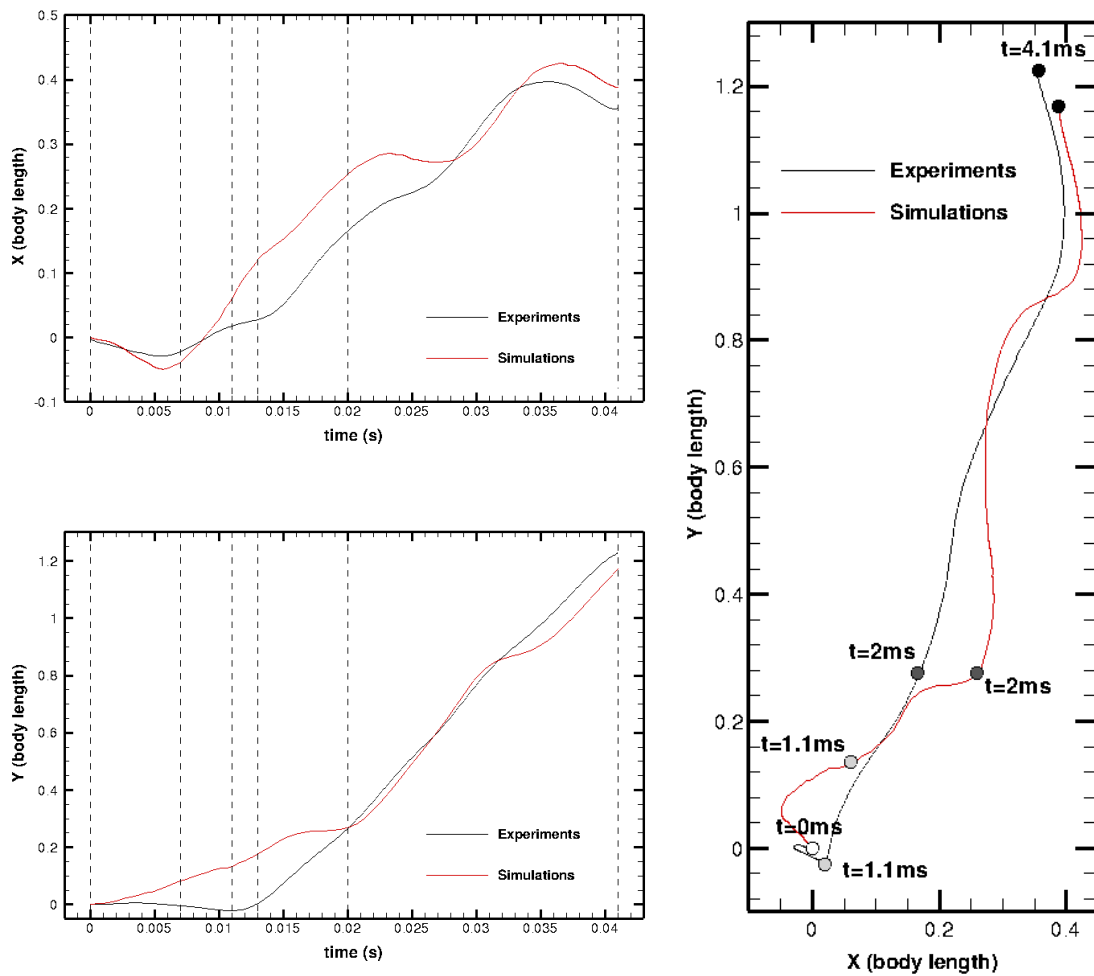 0.5
0.4
0.3
0.2
0.1
0
-0.1
X (body length)
Experiments
Simulations
0 0.005 0.01 0.015 0.02 0.025 0.03 0.035 0.04
time (s)
1.2
1
0.8
0.6
0.4
0.2
0
Y (body length)
Experiments
Simulations
0 0.005 0.01 0.015 0.02 0.025 0.03 0.035 0.04
time (s)
t=4.1ms
1.2
Experiments
Simulations
1
0.8
0.6
Y (body length)
0.4
t=2ms
t=2ms
0.2
t=1.1ms
t=0ms
0
t=1.1ms
0 0.2 0.4
X (body length)